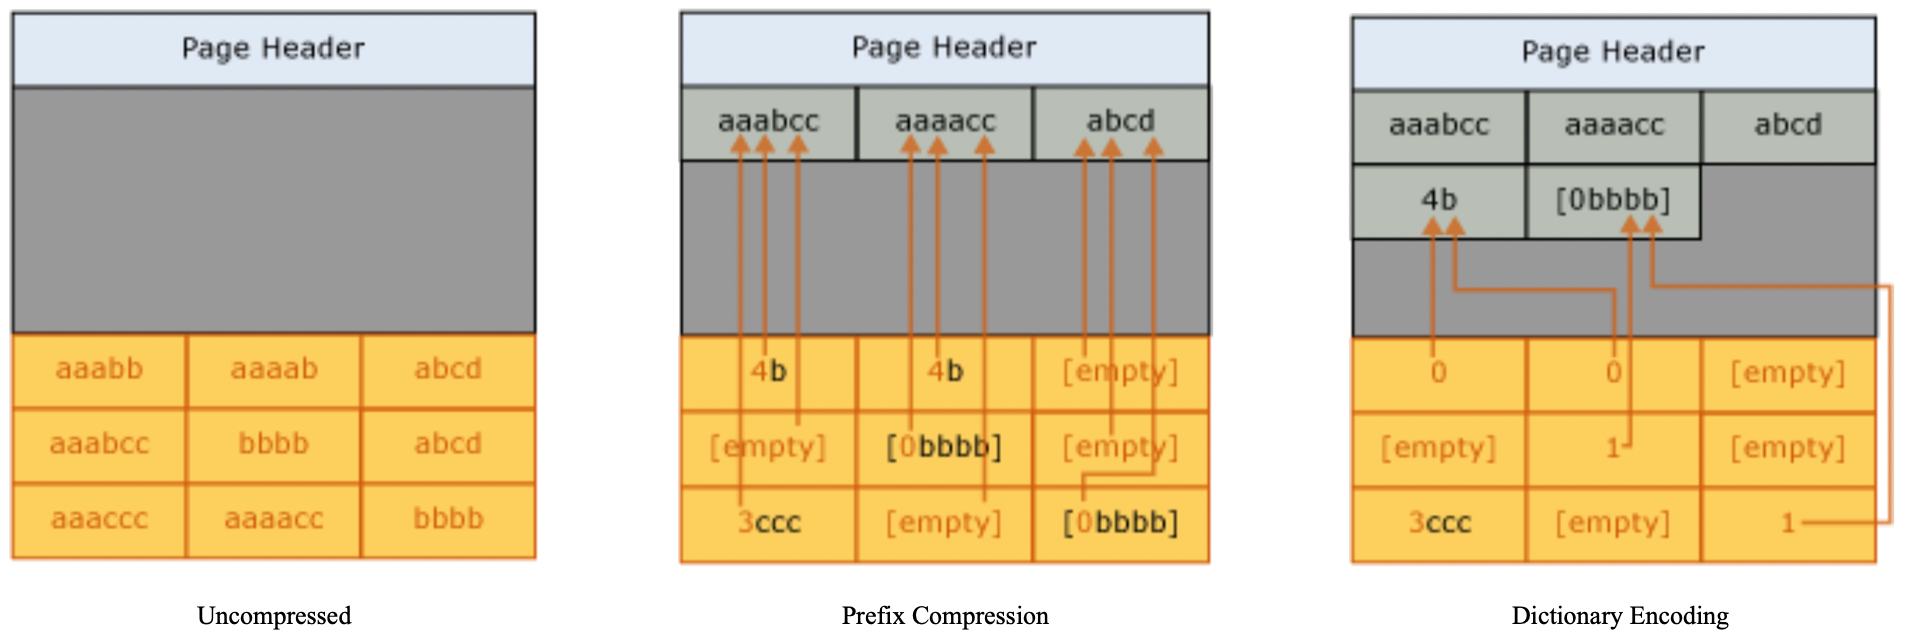 Page Header
aaabb aaaab abcd
aaabcc bbbb abcd
aaaccc aaaacc bbbb
Uncompressed
Page Header
aaabcc aaaacc abcd
4b 4b [empty]
[empty] [0bbbb] [empty]
3ccc [empty] [0bbbb]
Prefix Compression
Page Header
aaabcc aaaacc abcd
4b [0bbbb]
0 0 [empty]
[empty] 1 [empty]
3ccc [empty] 1
Dictionary Encoding